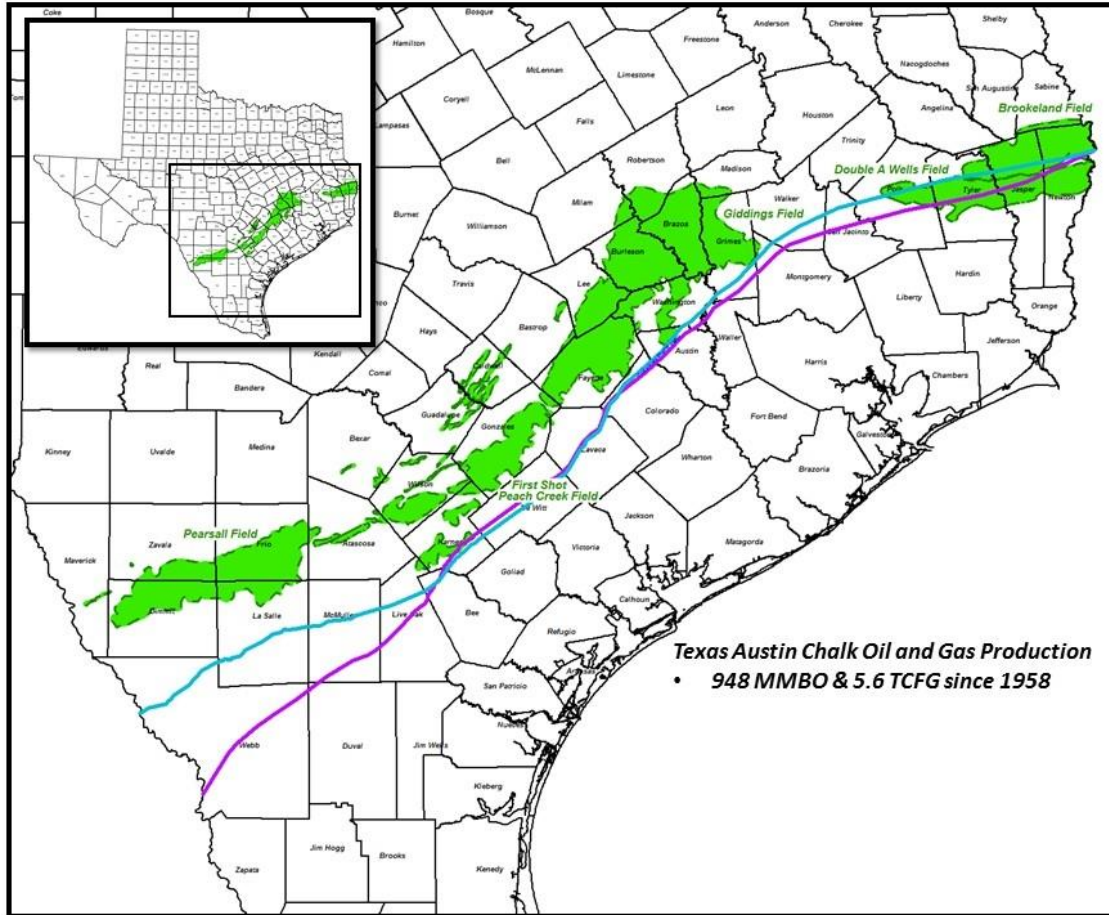 Coke
Bosque
Hamilton
Anderson
Cherokee
Shelby
Freestone
Nacogdoches
McLennan
Limestone
San Augustine
Sabine
Coryell
Leon
Houston
Angelina
Brookeland Field
Lampasas
Falls
Trinity
Bell
Robertson
Madison
Double A Wells Field
Burnet
Milam
Polk
Tyler
Jasper
Newton
Walker
Giddings Field
Brazos
Grimes
San Jacinto
Williamson
Burleson
Montgomery
Hardin
Travis
Lee
Liberty
Orange
Washington
Hays
Bastrop
Waller
Jefferson
Edwards
Kendall
Austin
Harris
Real
Comal
Caldwell
Fayette
Chambers
Bandera
Guadalupe
Colorado
Fort Bend
Gonzales
Galveston
Kinney
Uvalde
Medina
Bexar
Lavaca
Wharton
Brazoria
Wilson
First Shot
Peach Creek Field
De Witt
Jackson
Matagorda
Pearsall Field
Maverick
Zavala
Frio
Atascosa
Karnes
Victoria
Goliad
Calhoun
Dimmit
La Salle
McMullen
Live Oak
Bee
Refugio
Texas Austin Chalk Oil and Gas Production
• 948 MMBO & 5.6 TCFG since 1958
Aransas
San Patricio
Nueces
Webb
Duval
Jim Wells
Kleberg
Jim Hogg
Brooks
Zapata
Kenedy